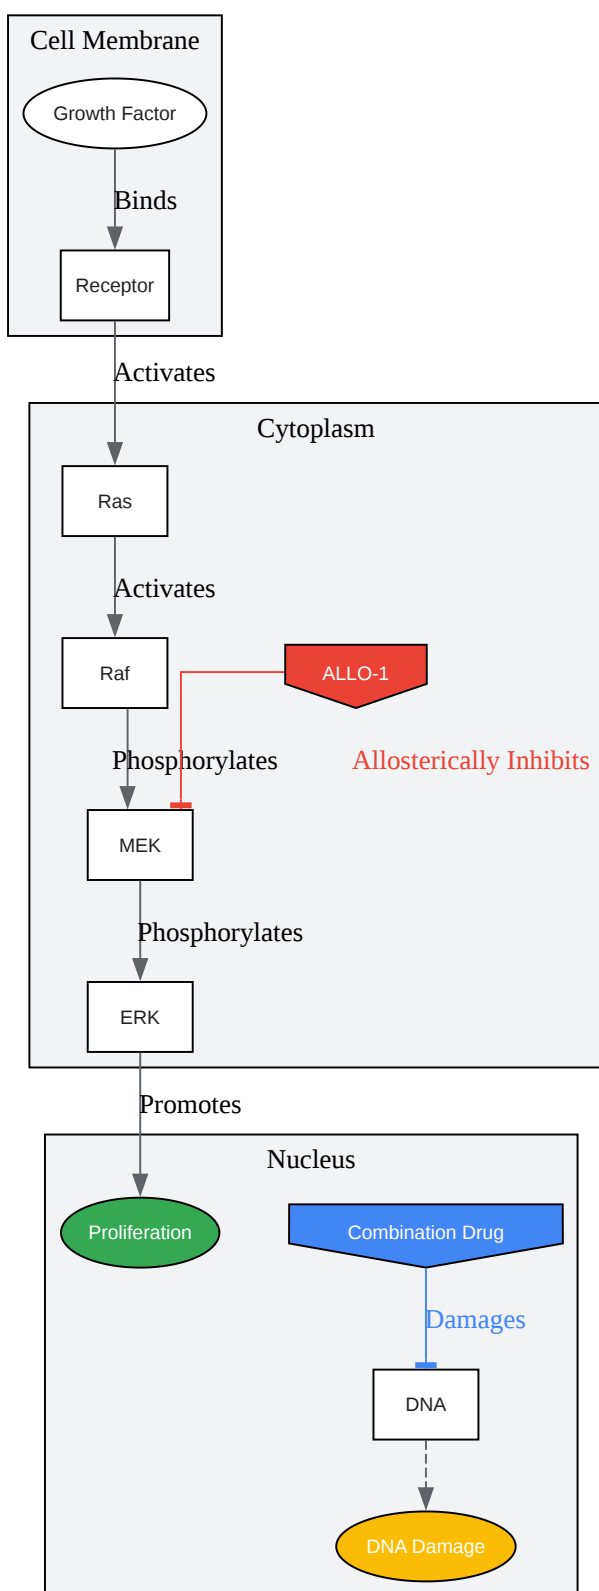 Cell Membrane
Growth Factor
Binds
Receptor
Activates
Cytoplasm
Ras
Activates
Raf
ALLO-1
Phosphorylates
Allosterically Inhibits
MEK
Phosphorylates
ERK
Promotes
Nucleus
Proliferation
Combination Drug
Damages
DNA
DNA Damage